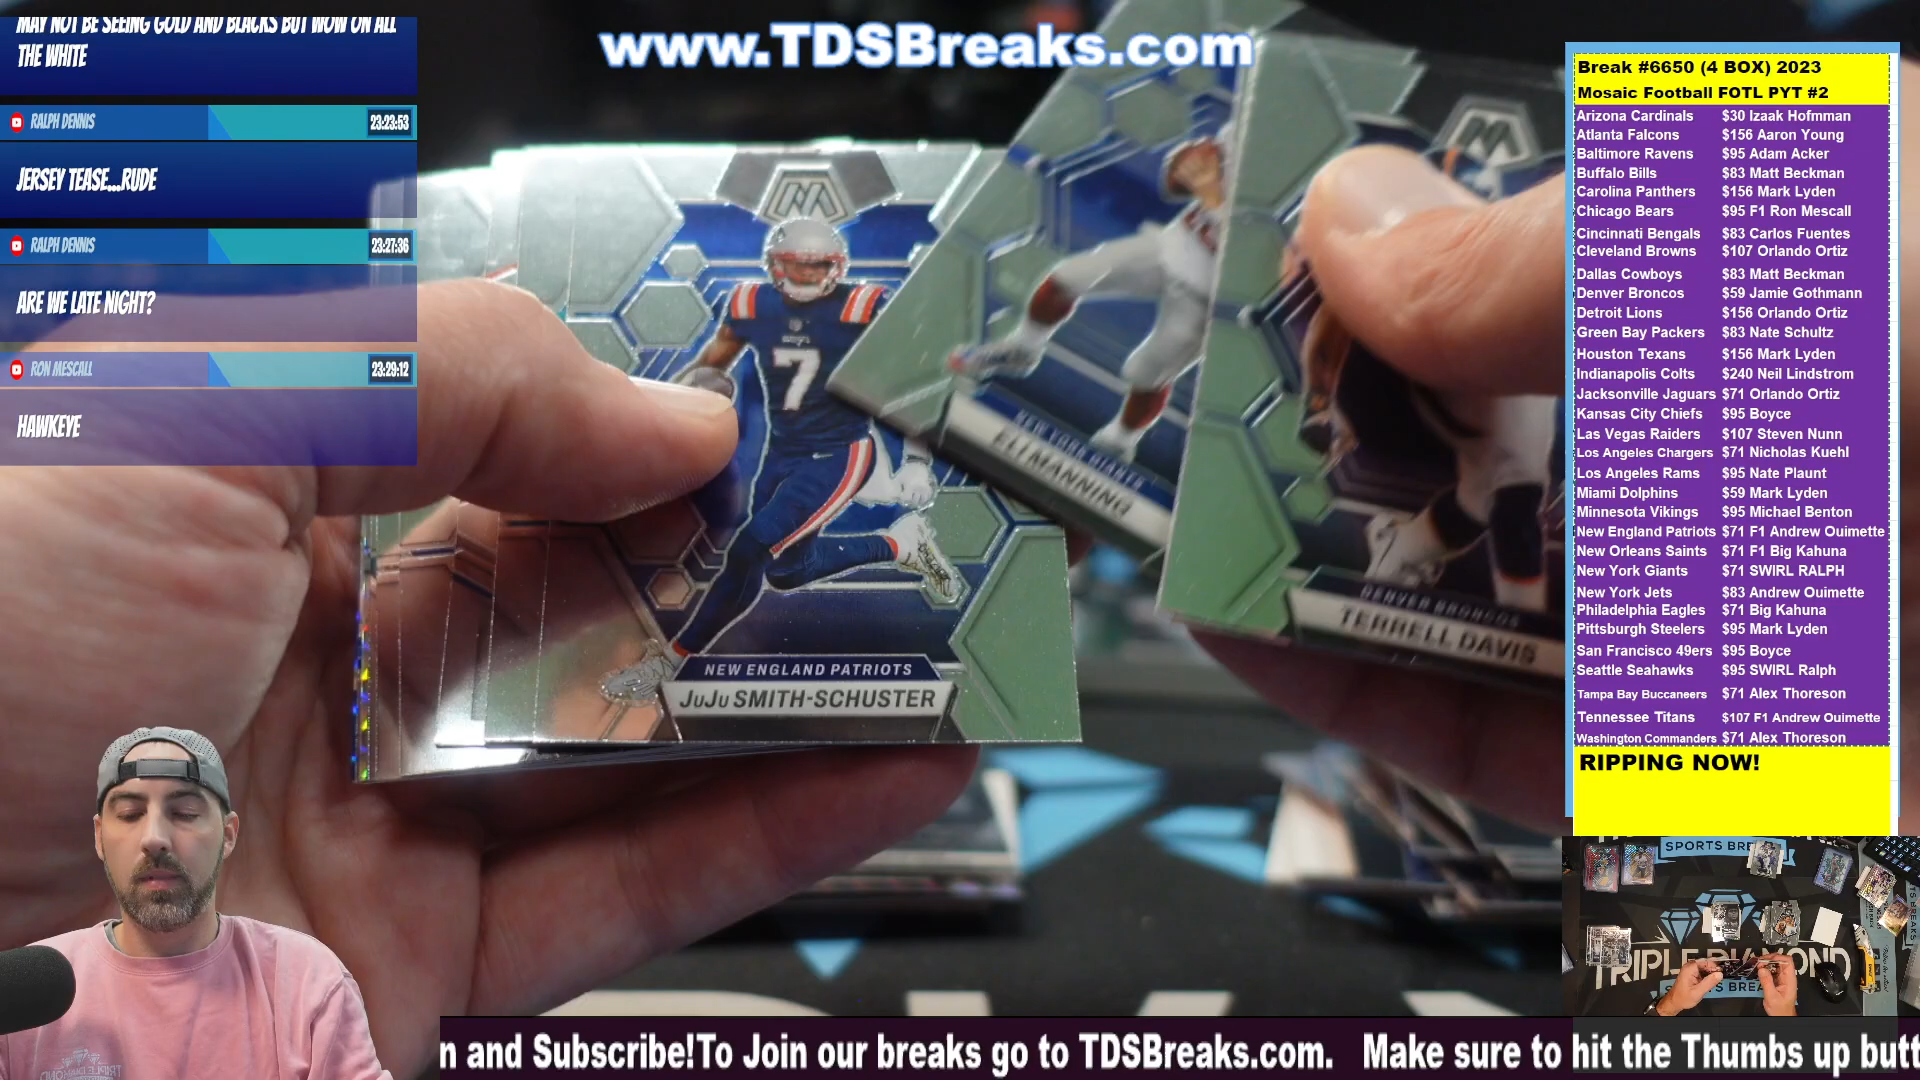 MAY NOT BE SEEING GOLD AND BLACKS BUT WOW ON ALL
THE WHITE
RALPH DENNIS 23:23:53
JERSEY TEASE...RUDE
RALPH DENNIS 23:27:36
ARE WE LATE NIGHT?
RON MESCALL 23:29:12
HAWKEYE
www.TDSBreaks.com
7
NEW ENGLAND PATRIOTS
JuJu SMITH-SCHUSTER
NEW YORK GIANTS
ELI MANNING
DENVER BRONCOS
TERRELL DAVIS
Break #6650 (4 BOX) 2023
Mosaic Football FOTL PYT #2
Arizona Cardinals $30 Izaak Hofmman
Atlanta Falcons $156 Aaron Young
Baltimore Ravens $95 Adam Acker
Buffalo Bills $83 Matt Beckman
Carolina Panthers $156 Mark Lyden
Chicago Bears $95 F1 Ron Mescall
Cincinnati Bengals $83 Carlos Fuentes
Cleveland Browns $107 Orlando Ortiz
Dallas Cowboys $83 Matt Beckman
Denver Broncos $59 Jamie Gothmann
Detroit Lions $156 Orlando Ortiz
Green Bay Packers $83 Nate Schultz
Houston Texans $156 Mark Lyden
Indianapolis Colts $240 Neil Lindstrom
Jacksonville Jaguars $71 Orlando Ortiz
Kansas City Chiefs $95 Boyce
Las Vegas Raiders $107 Steven Nunn
Los Angeles Chargers $71 Nicholas Kuehl
Los Angeles Rams $95 Nate Plaunt
Miami Dolphins $59 Mark Lyden
Minnesota Vikings $95 Michael Benton
New England Patriots $71 F1 Andrew Ouimette
New Orleans Saints $71 F1 Big Kahuna
New York Giants $71 SWIRL RALPH
New York Jets $83 Andrew Ouimette
Philadelphia Eagles $71 Big Kahuna
Pittsburgh Steelers $95 Mark Lyden
San Francisco 49ers $95 Boyce
Seattle Seahawks $95 SWIRL Ralph
Tampa Bay Buccaneers $71 Alex Thoreson
Tennessee Titans $107 F1 Andrew Ouimette
Washington Commanders $71 Alex Thoreson
RIPPING NOW!
SPORTS BREA
TRIPLE DIAMOND
SPORTS BREA
n and Subscribe!To Join our breaks go to TDSBreaks.com. Make sure to hit the Thumbs up butt